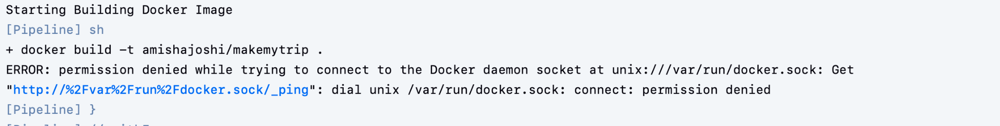 Starting Building Docker Image
[Pipeline] sh
+ docker build -t amishajoshi/makemytrip .
ERROR: permission denied while trying to connect to the Docker daemon socket at unix:///var/run/docker.sock: Get
"http://%2Fvar%2Frun%2Fdocker.sock/_ping": dial unix /var/run/docker.sock: connect: permission denied
[Pipeline] }